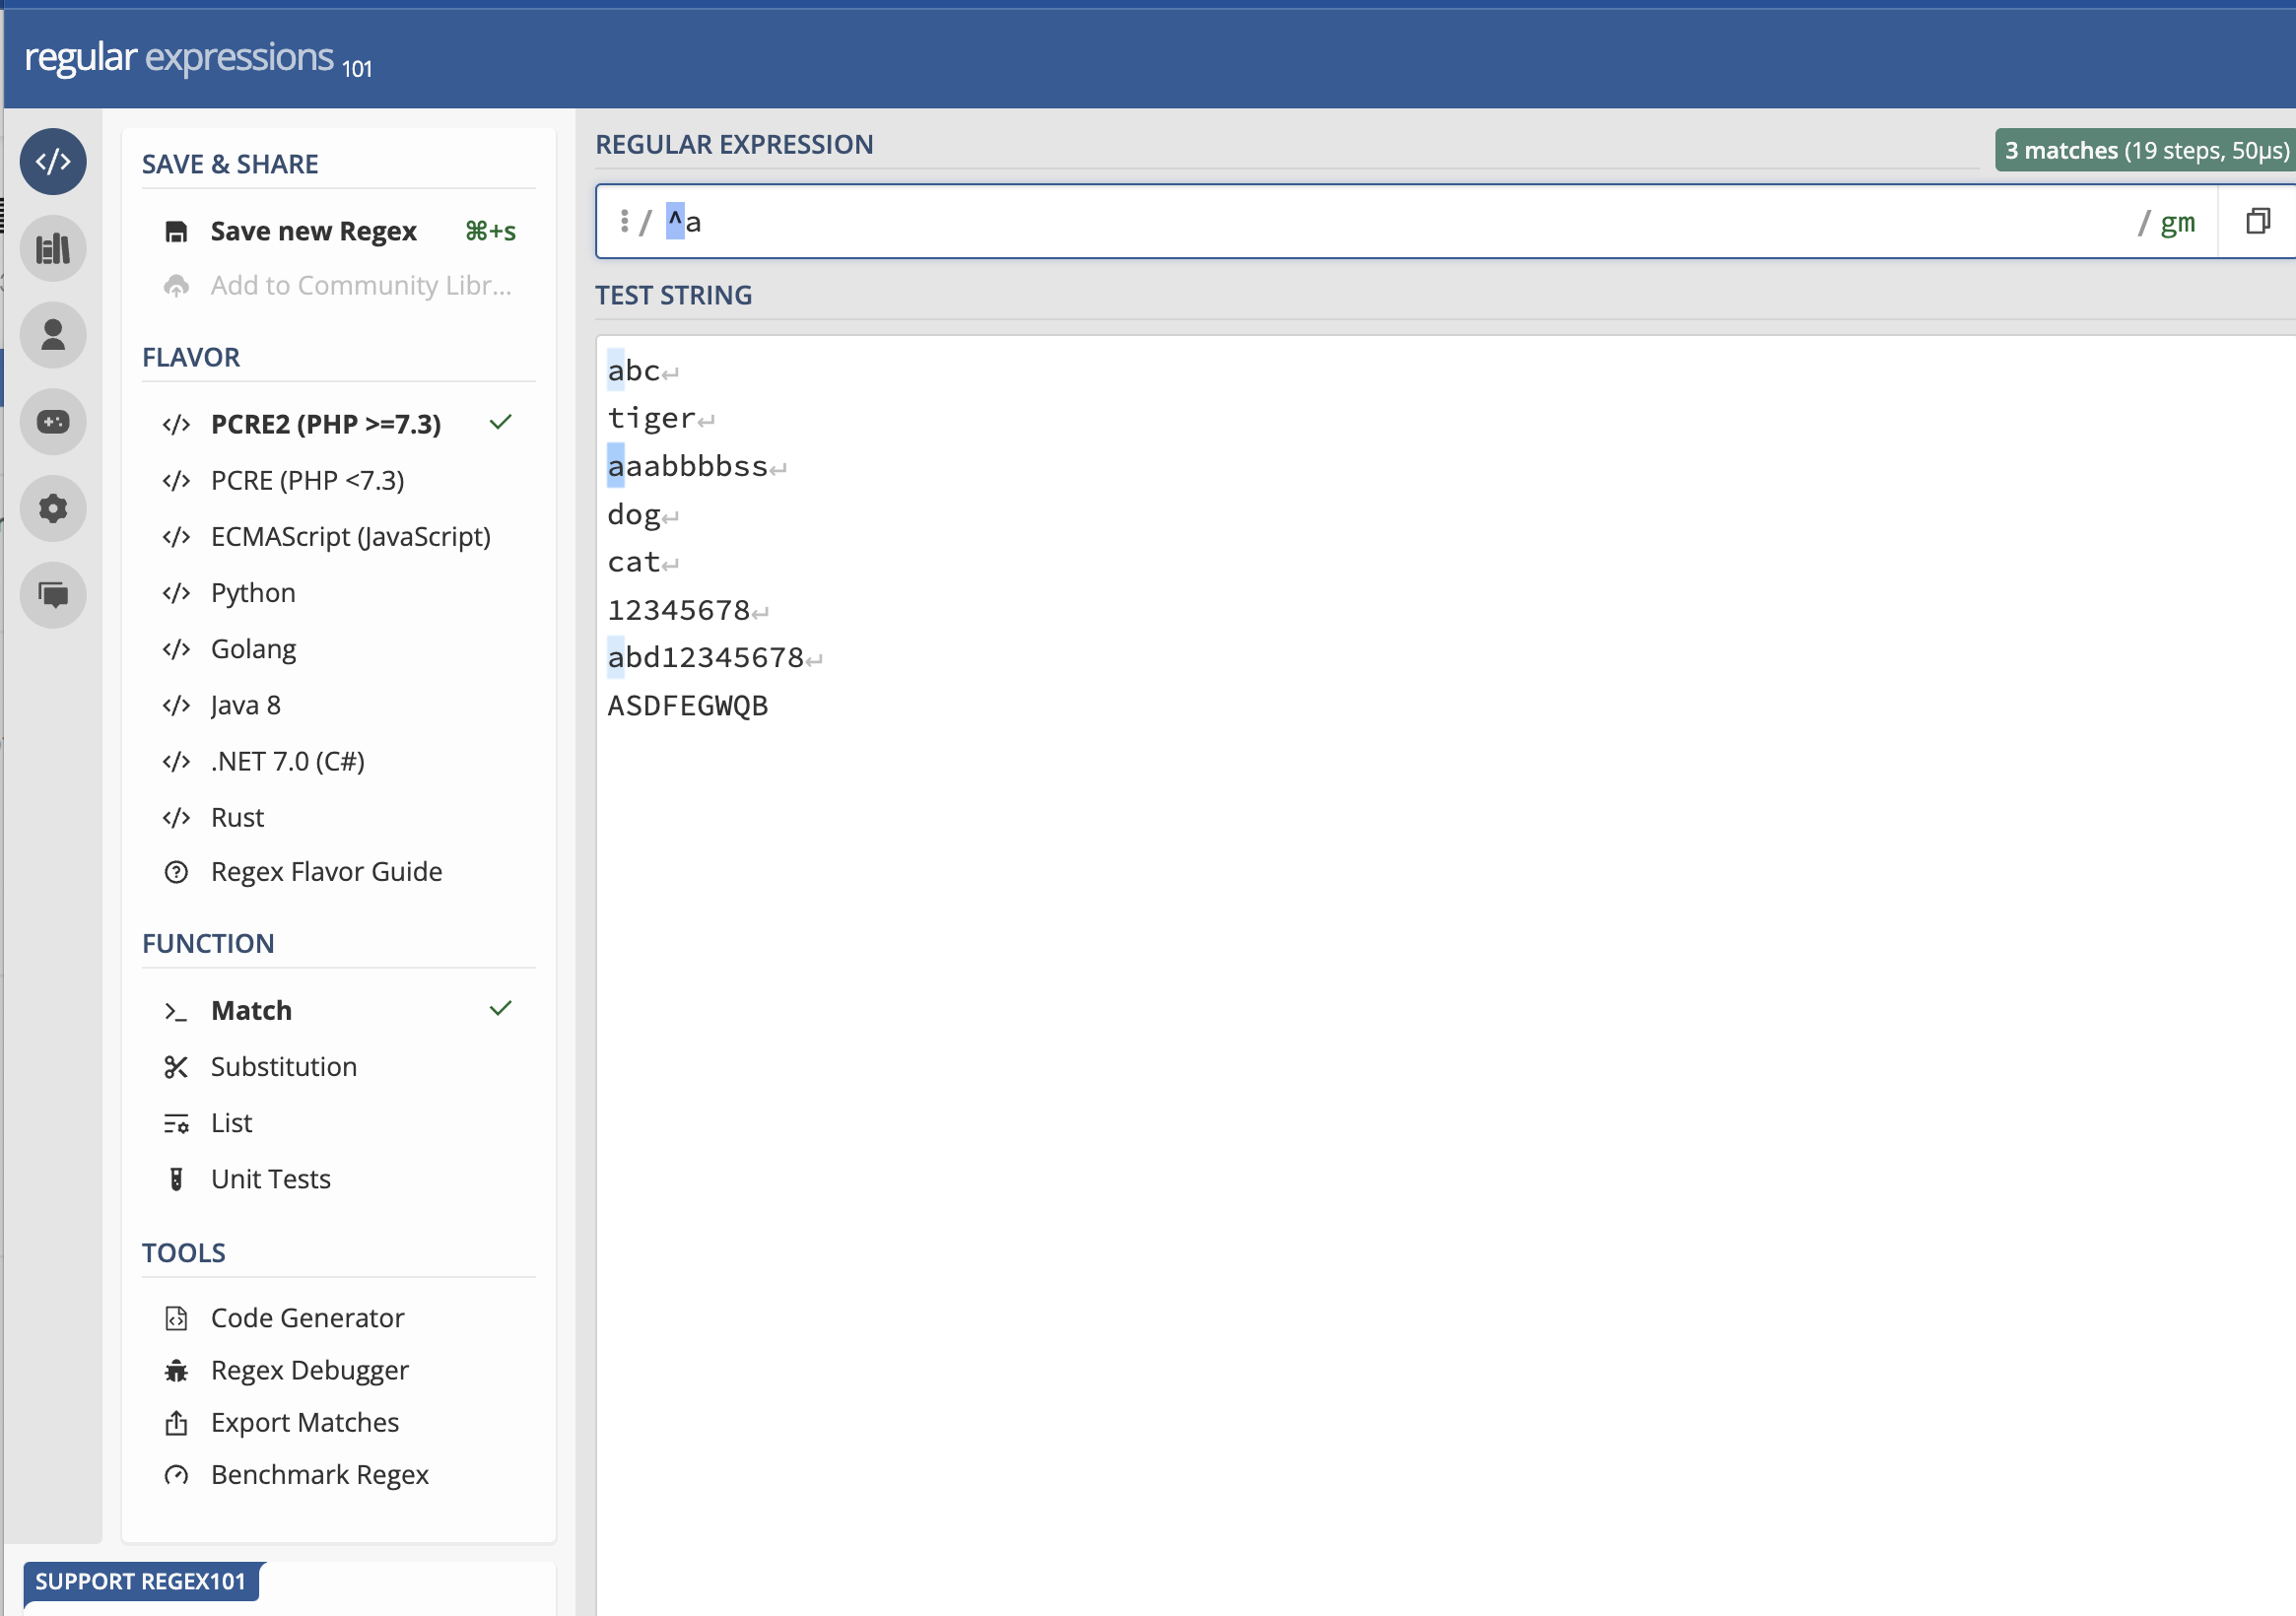 regular expressions 101
SAVE & SHARE
Save new Regex ⌘+s
Add to Community Libr...
FLAVOR
</> PCRE2 (PHP >=7.3)
</> PCRE (PHP <7.3)
</> ECMAScript (JavaScript)
</> Python
</> Golang
</> Java 8
</> .NET 7.0 (C#)
</> Rust
Regex Flavor Guide
FUNCTION
Match
Substitution
List
Unit Tests
TOOLS
Code Generator
Regex Debugger
Export Matches
Benchmark Regex
SUPPORT REGEX101
REGULAR EXPRESSION
3 matches (19 steps, 50µs)
/ ^a / gm
TEST STRING
abc
tiger
aaabbbbss
dog
cat
12345678
abd12345678
ASDFEGWQB